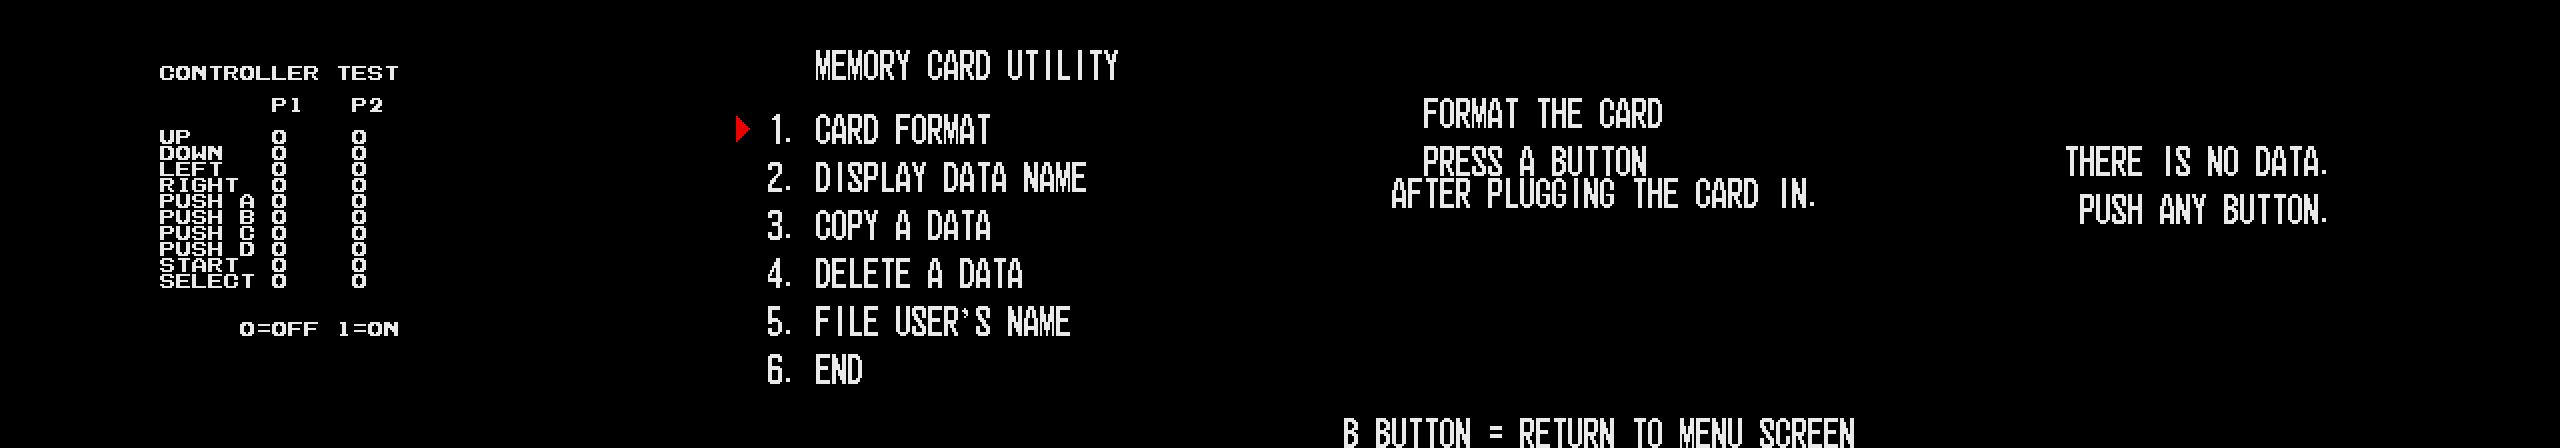 CONTROLLER TEST
P1 P2
UP 0 0
DOWN 0 0
LEFT 0 0
RIGHT 0 0
PUSH A 0 0
PUSH B 0 0
PUSH C 0 0
PUSH D 0 0
START 0 0
SELECT 0 0
0=OFF 1=ON
MEMORY CARD UTILITY
1. CARD FORMAT
2. DISPLAY DATA NAME
3. COPY A DATA
4. DELETE A DATA
5. FILE USER'S NAME
6. END
FORMAT THE CARD
PRESS A BUTTON
AFTER PLUGGING THE CARD IN.
B BUTTON = RETURN TO MENU SCREEN
THERE IS NO DATA.
PUSH ANY BUTTON.